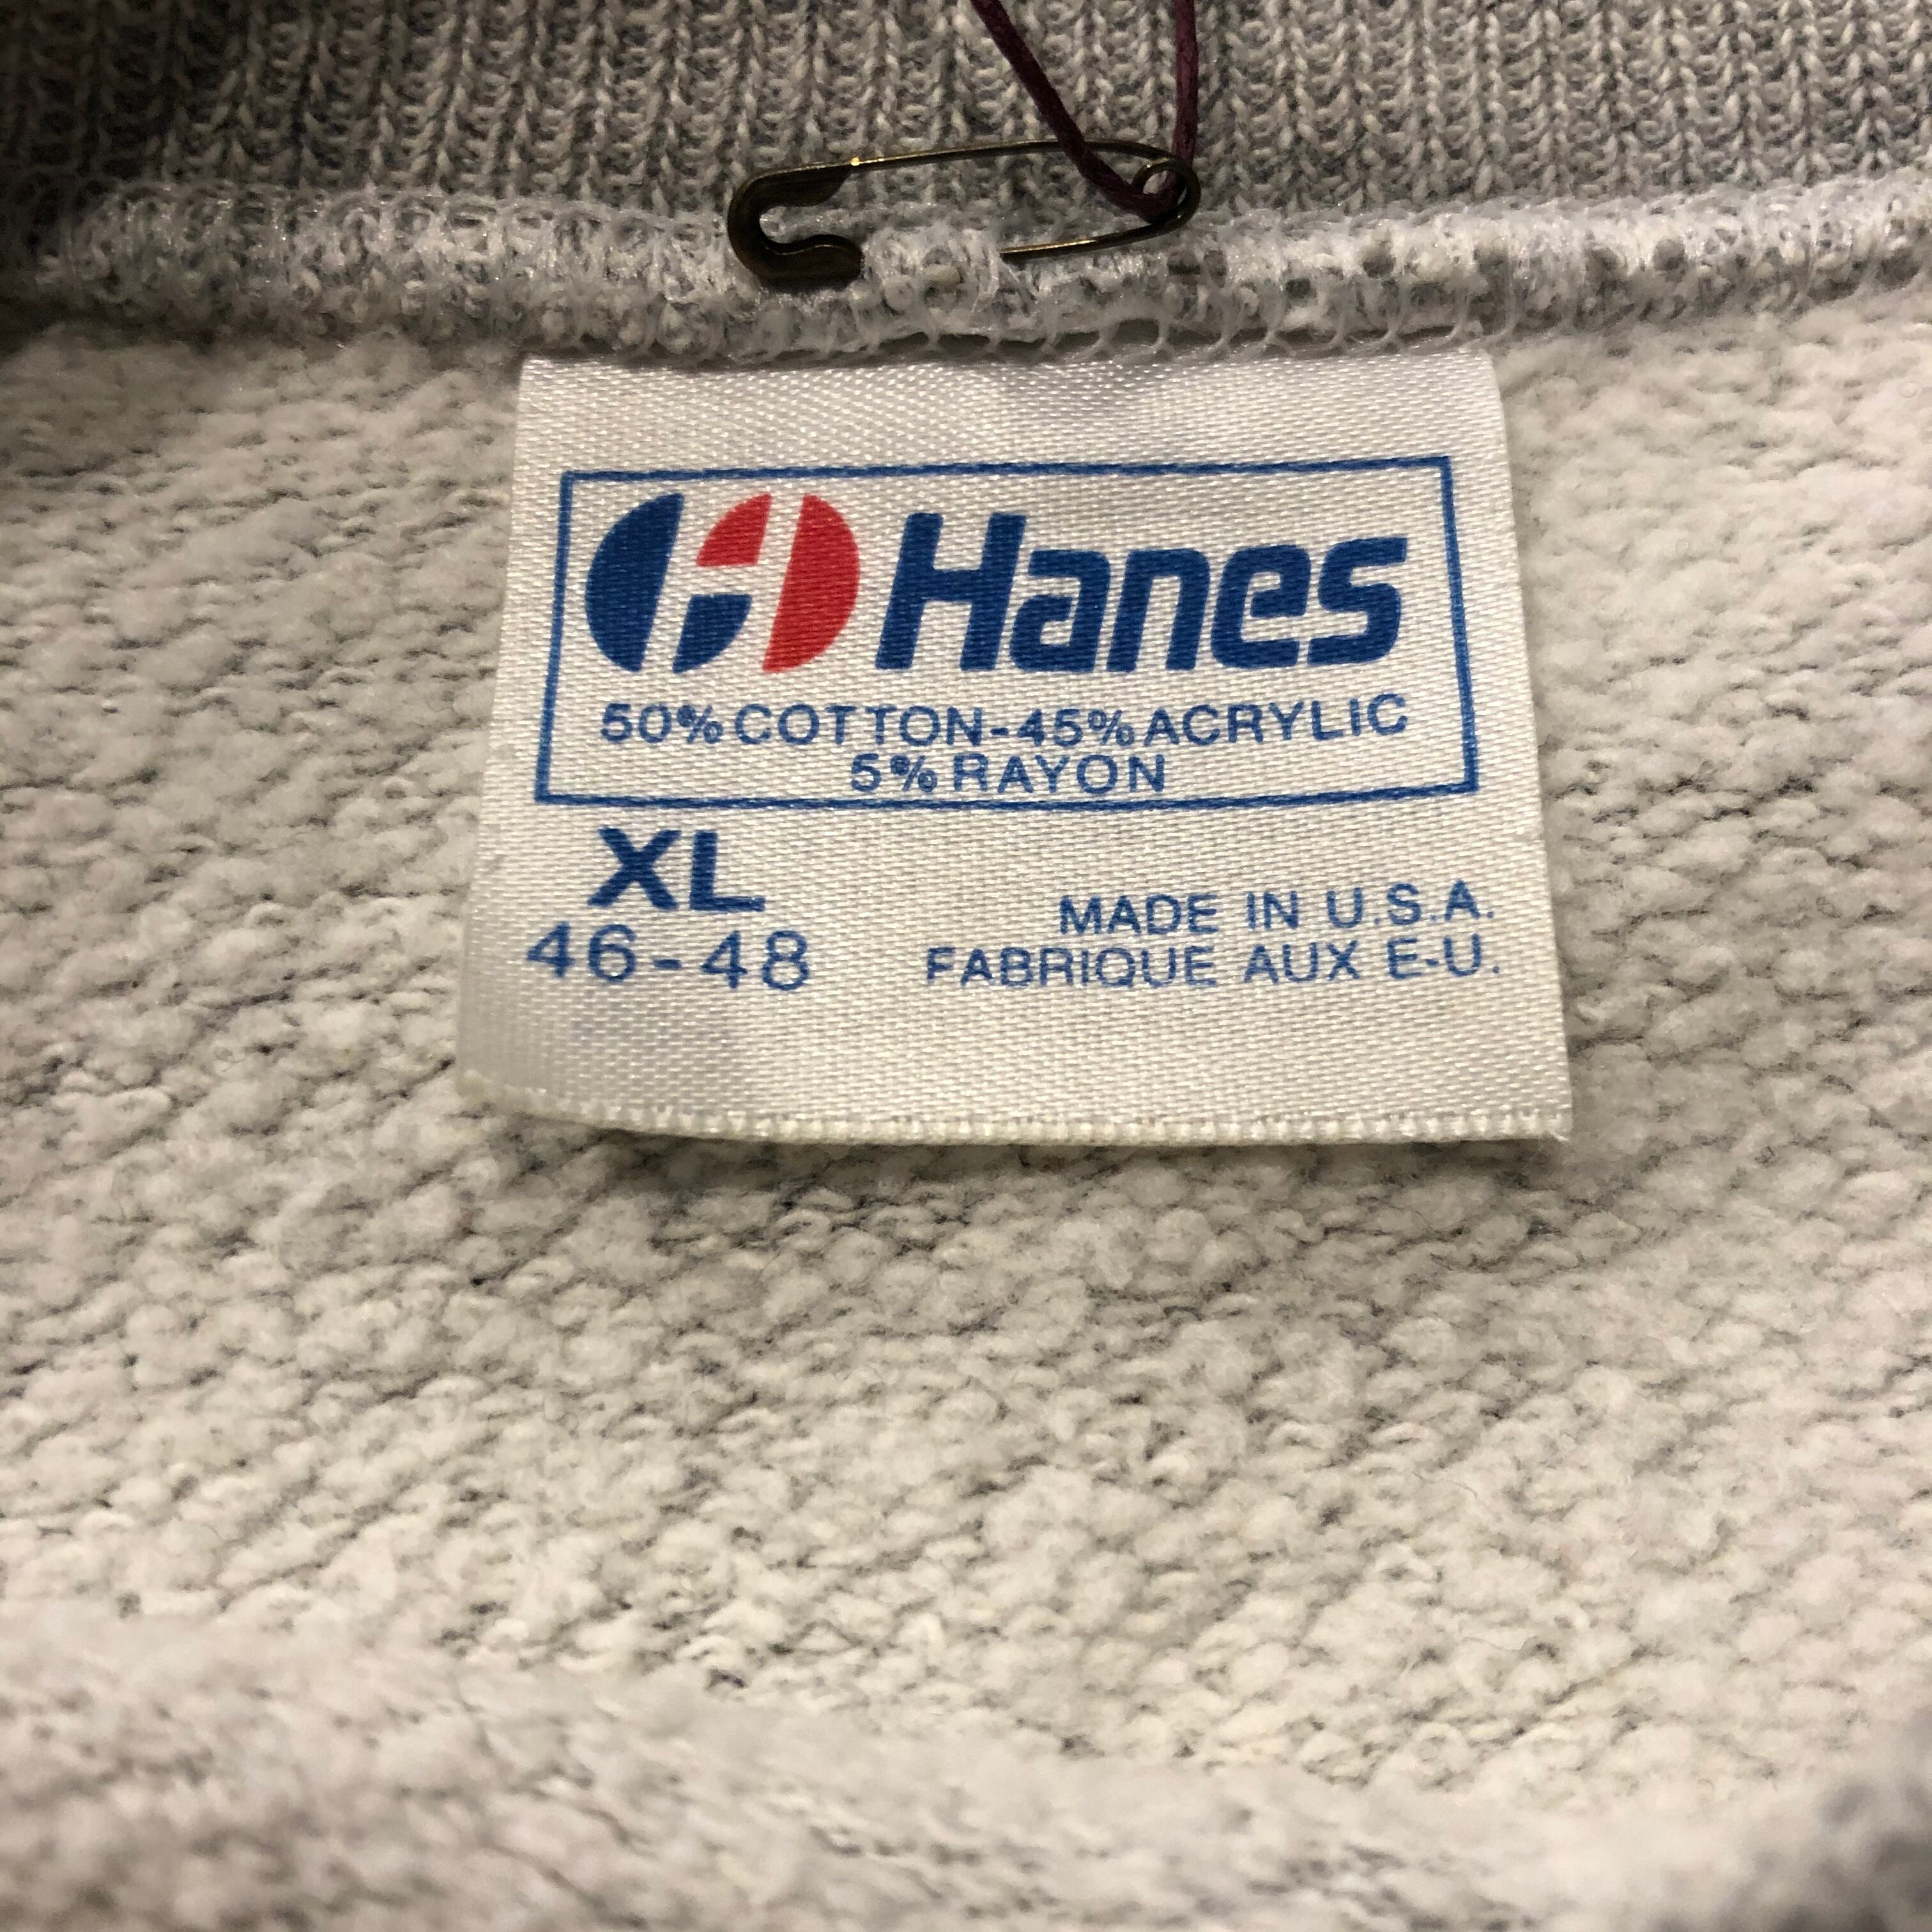 Hanes
50% COTTON-45% ACRYLIC
5% RAYON
XL
46-48
MADE IN U.S.A.
FABRIQUE AUX E-U.